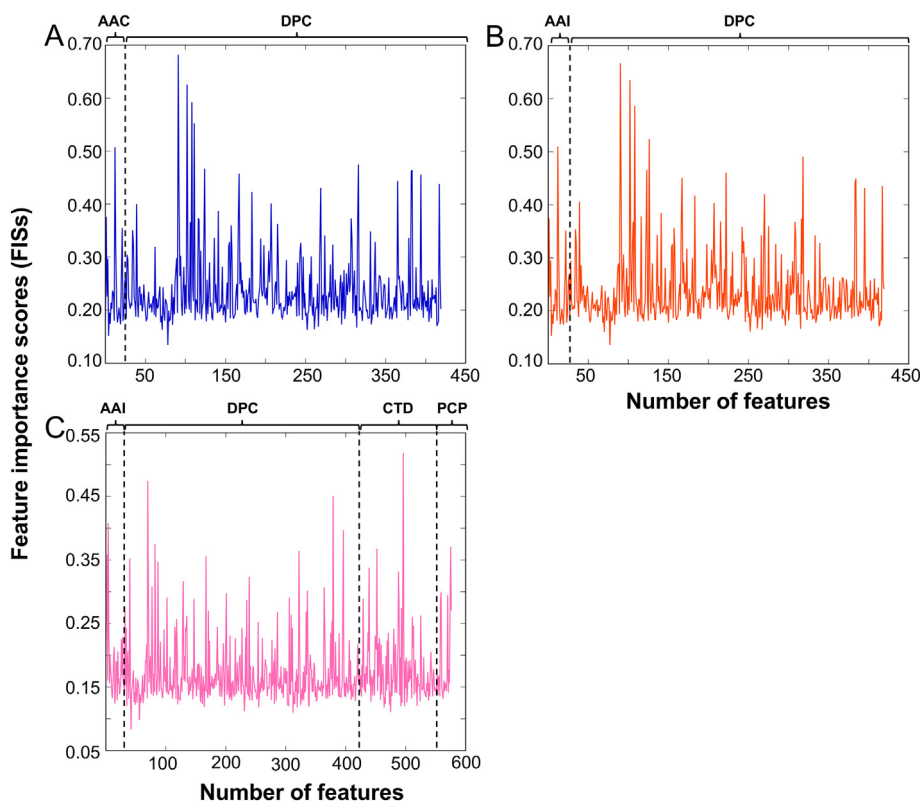 AAC DPC
A
0.70
0.60
0.50
0.40
0.30
0.20
0.10
50 150 250 350 450
AAI DPC
B
0.70
0.60
0.50
0.40
0.30
0.20
0.10
50 150 250 350 450
Number of features
Feature importance scores (FISs)
AAI DPC CTD PCP
C
0.55
0.45
0.35
0.25
0.15
0.05
100 200 300 400 500 600
Number of features